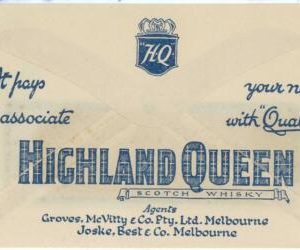 HQ
It pays your n
associate with "Qual
HIGHLAND QUEEN
SCOTCH WHISKY
Agents
Groves, McVitty & Co. Pty. Ltd. Melbourne
Joske, Best & Co. Melbourne